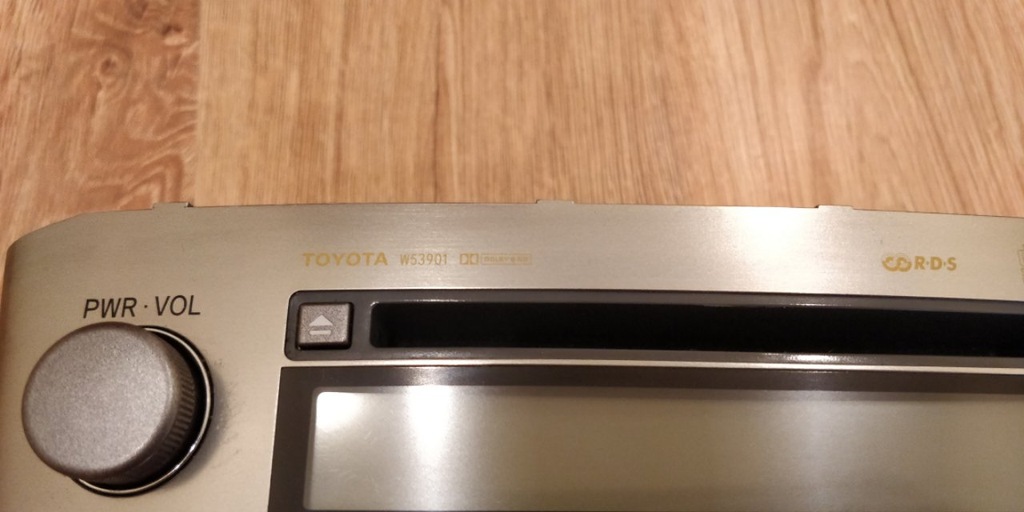 TOYOTA W53901
R·D·S
PWR · VOL